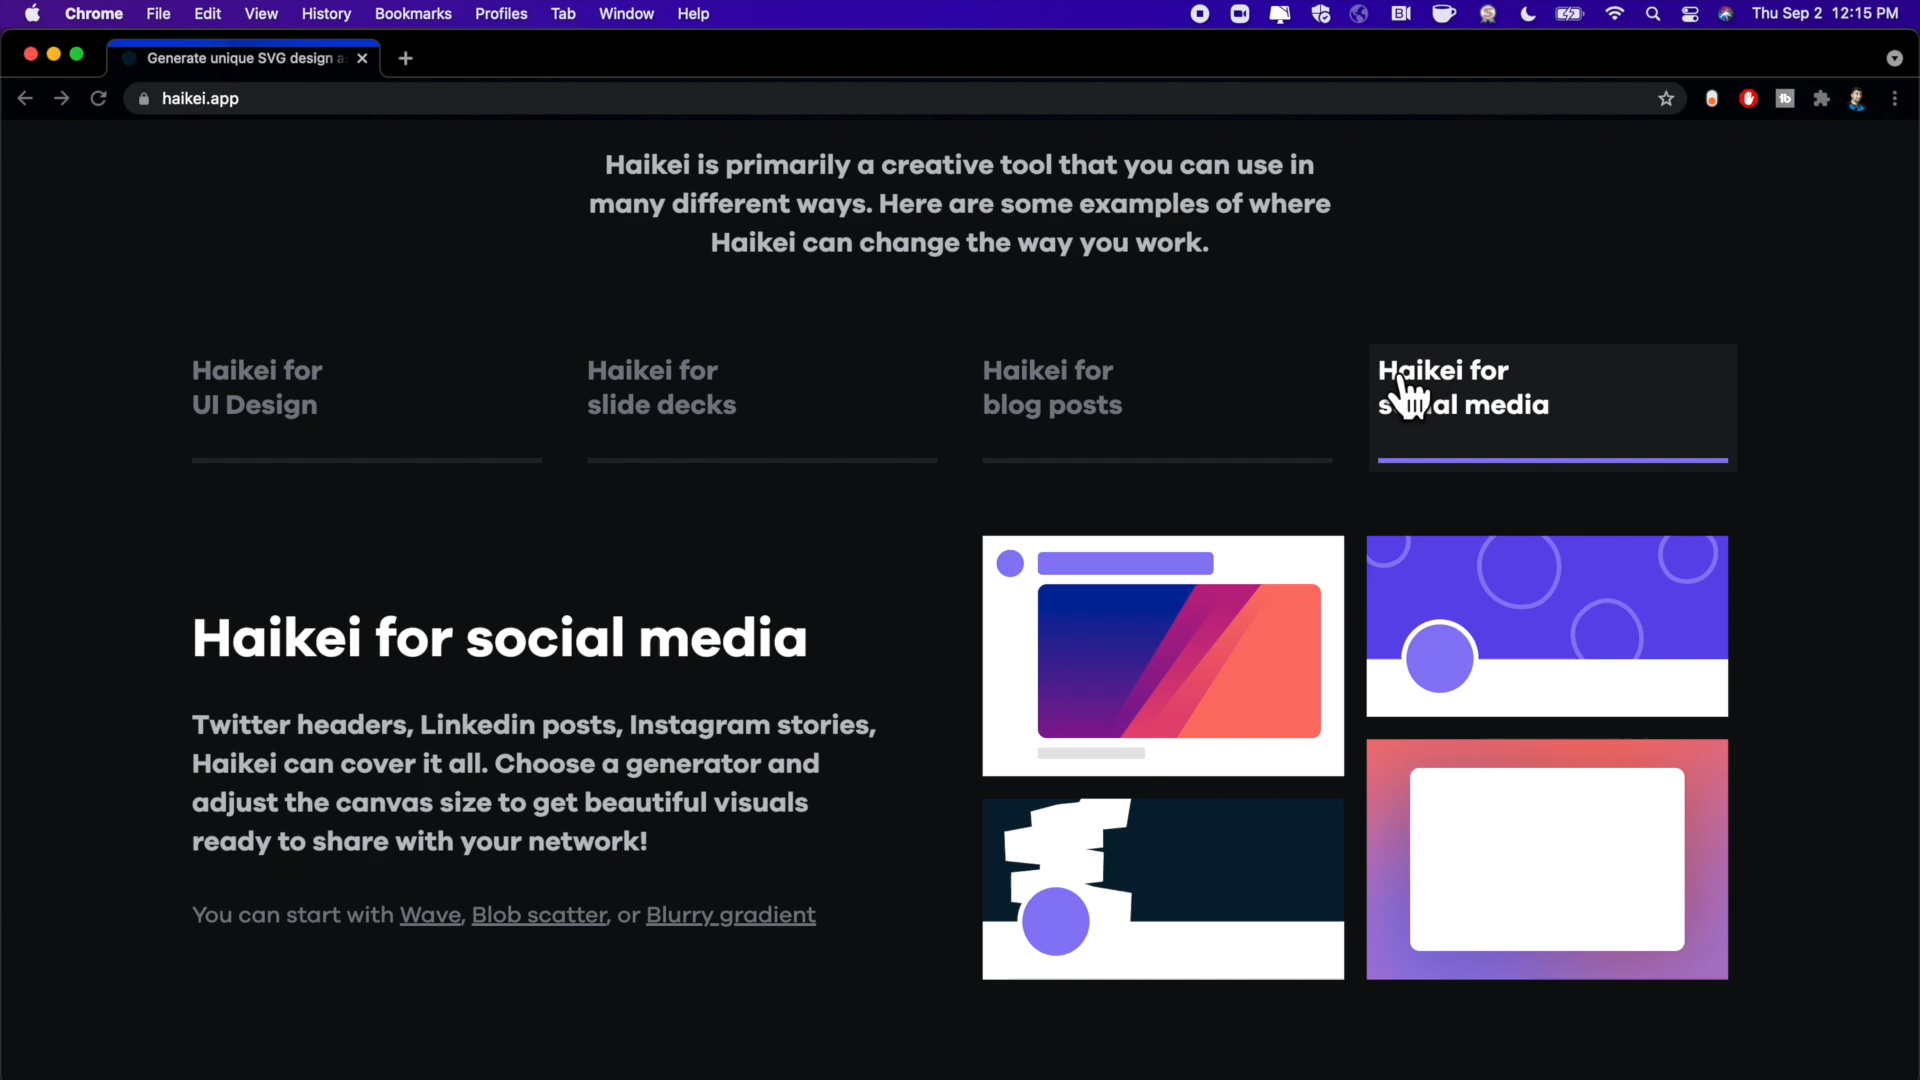 Chrome File Edit View History Bookmarks Profiles Tab Window Help Thu Sep 2 12:15 PM
Generate unique SVG design a
haikei.app
Haikei is primarily a creative tool that you can use in
many different ways. Here are some examples of where
Haikei can change the way you work.
Haikei for
UI Design
Haikei for
slide decks
Haikei for
blog posts
Haikei for
social media
Haikei for social media
Twitter headers, Linkedin posts, Instagram stories,
Haikei can cover it all. Choose a generator and
adjust the canvas size to get beautiful visuals
ready to share with your network!
You can start with Wave, Blob scatter, or Blurry gradient